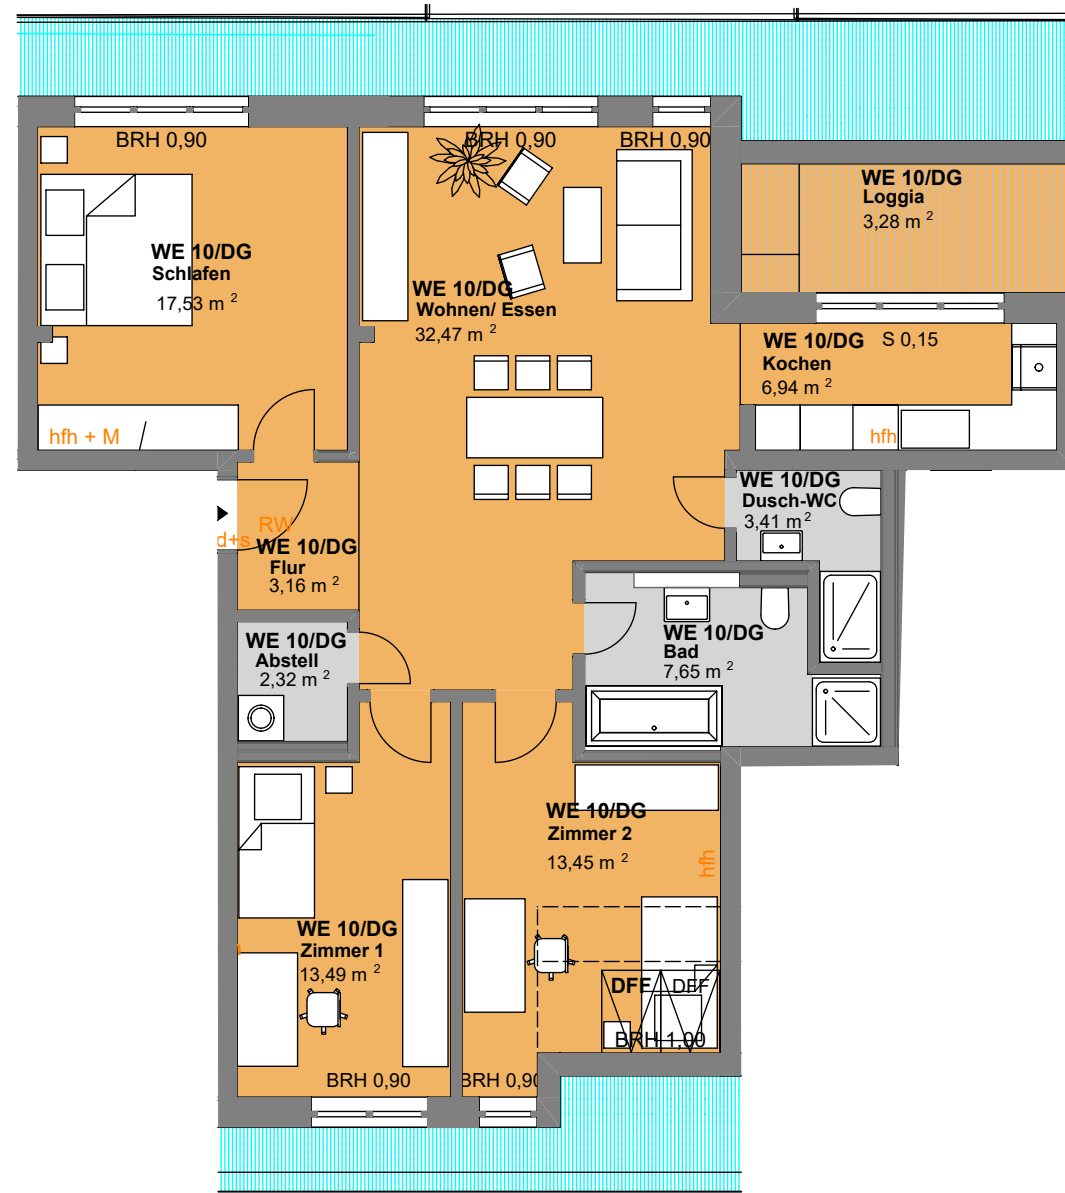 BRH 0,90
BRH 0,90
BRH 0,90
WE 10/DG
Loggia
3,28 m 2
WE 10/DG
Schlafen
17,53 m 2
WE 10/DG
Wohnen/ Essen
32,47 m 2
WE 10/DG
S 0,15
Kochen
6,94 m 2
hfh + M
hfh
WE 10/DG
Dusch-WC
3,41 m 2
RW
d+s
WE 10/DG
Flur
3,16 m 2
WE 10/DG
Abstell
2,32 m 2
WE 10/DG
Bad
7,65 m 2
WE 10/DG
Zimmer 2
13,45 m 2
hfh
WE 10/DG
Zimmer 1
13,49 m 2
DFF
DFF
BRH 1,00
BRH 0,90
BRH 0,90